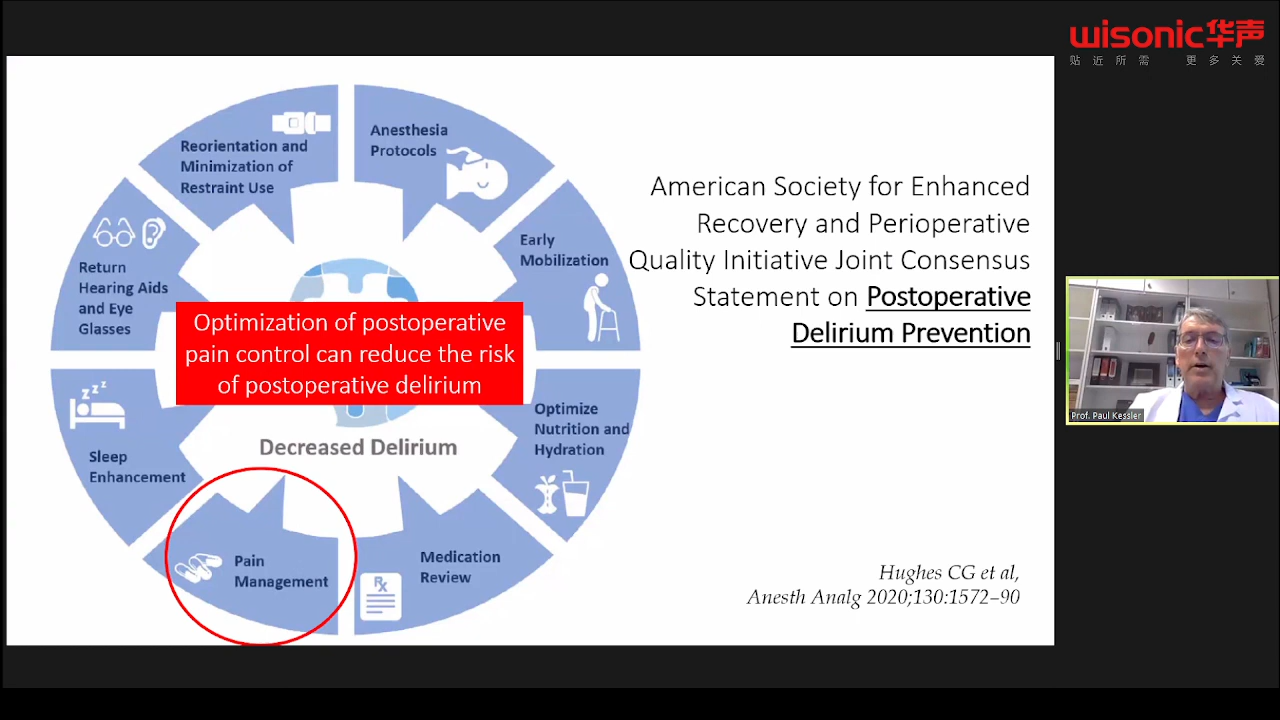 wisonic华声
贴近所需 更多关爱
Reorientation and
Minimization of
Restraint Use
Anesthesia
Protocols
Early
Mobilization
Return
Hearing Aids
and Eye
Glasses
Optimization of postoperative
pain control can reduce the risk
of postoperative delirium
Decreased Delirium
zzz
Sleep
Enhancement
Optimize
Nutrition and
Hydration
Pain
Management
Medication
Review
Rx
American Society for Enhanced
Recovery and Perioperative
Quality Initiative Joint Consensus
Statement on Postoperative
Delirium Prevention
Hughes CG et al,
Anesth Analg 2020;130:1572–90
Prof. Paul Kessler